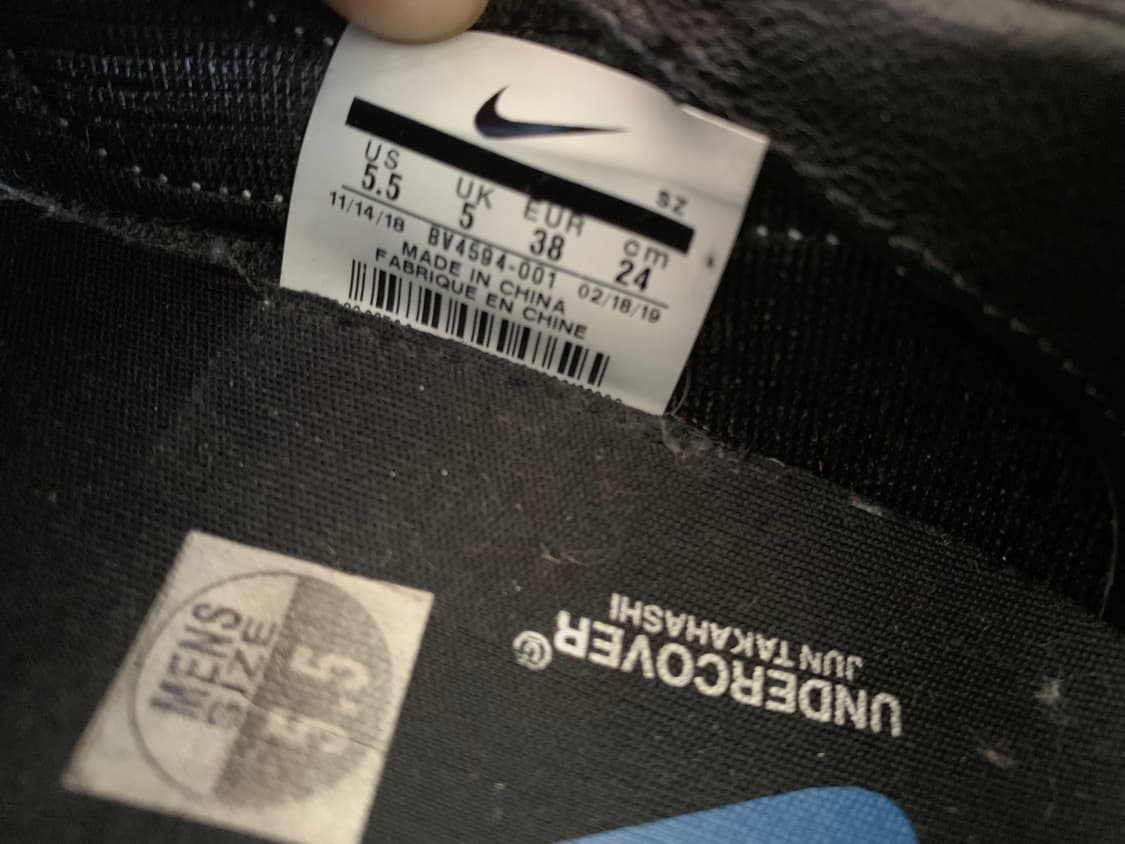 US UK EUR cm sz
5.5 5 38 24
11/14/18 BV4594-001 02/18/19
MADE IN CHINA
FABRIQUE EN CHINE
MENS
SIZE
5.5
UNDERCOVER
JUN TAKAHASHI